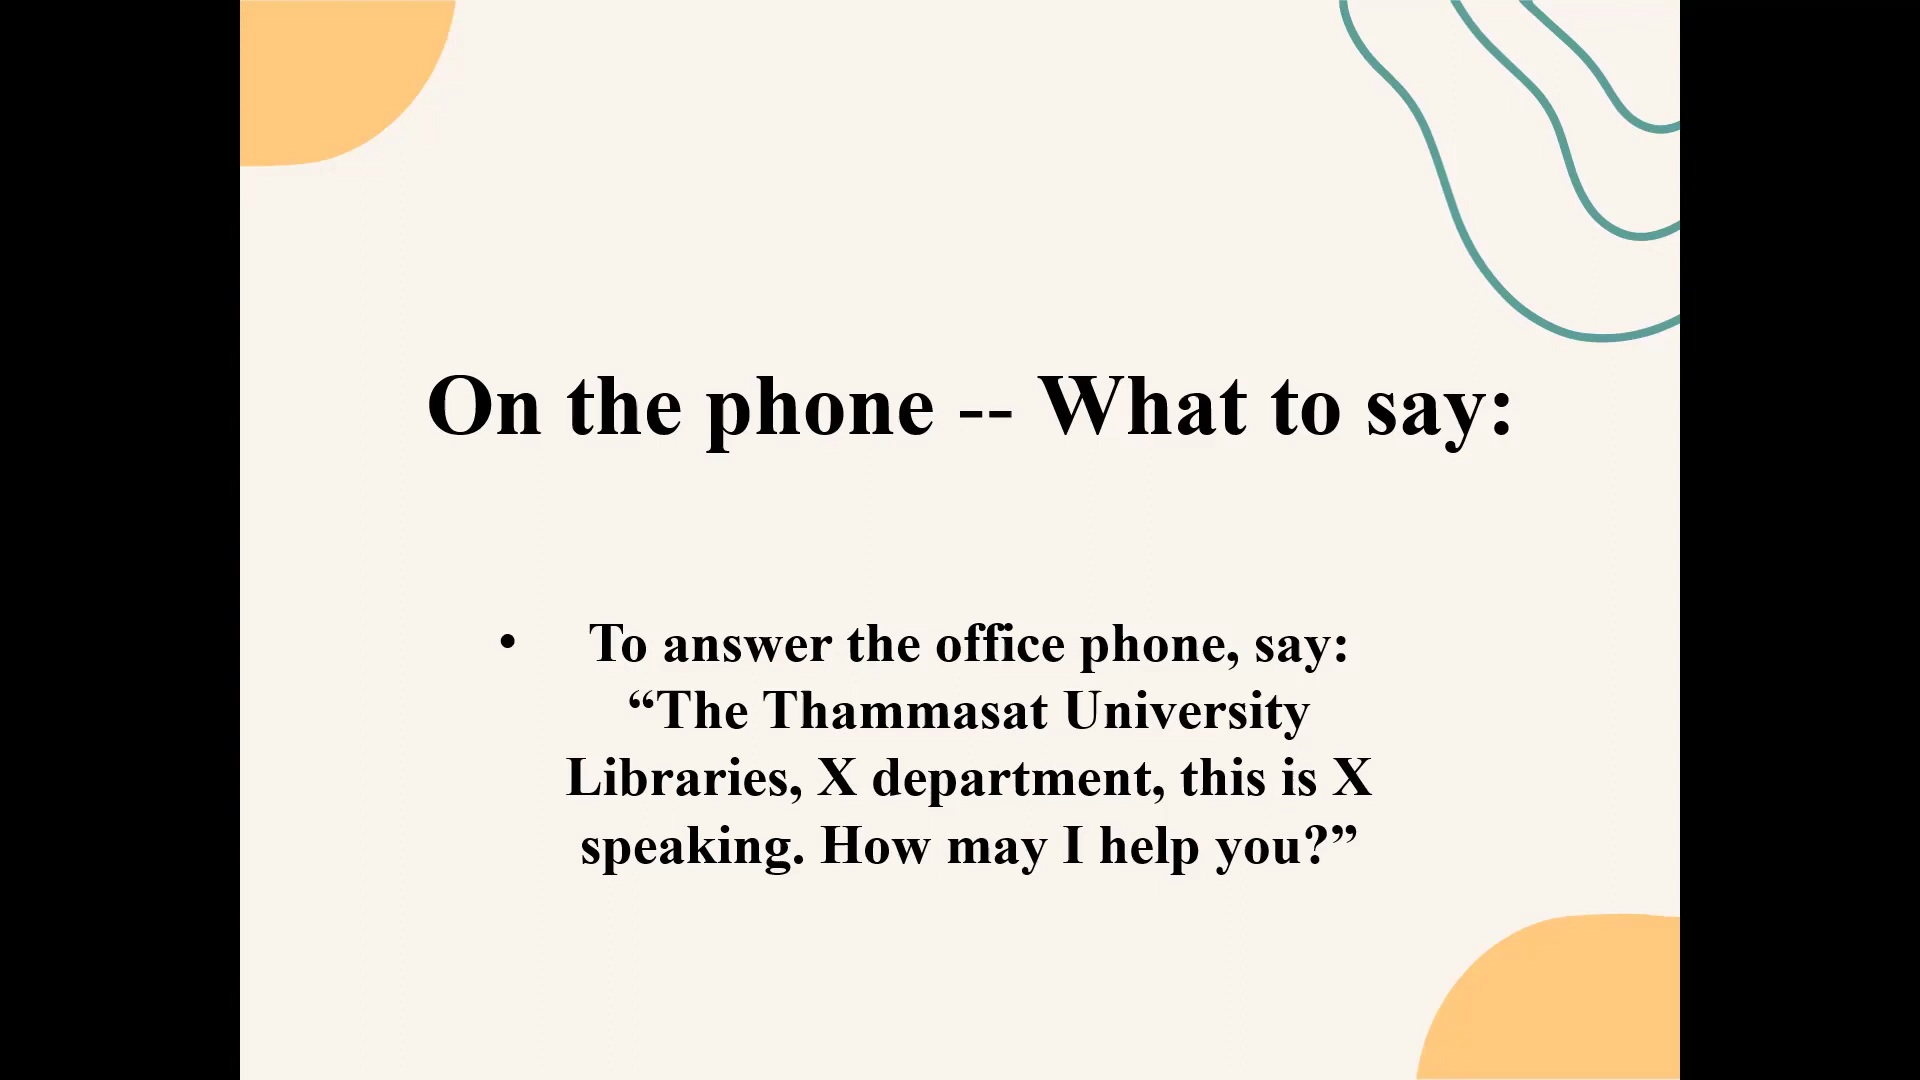 On the phone -- What to say:
• To answer the office phone, say:
“The Thammasat University
Libraries, X department, this is X
speaking. How may I help you?”